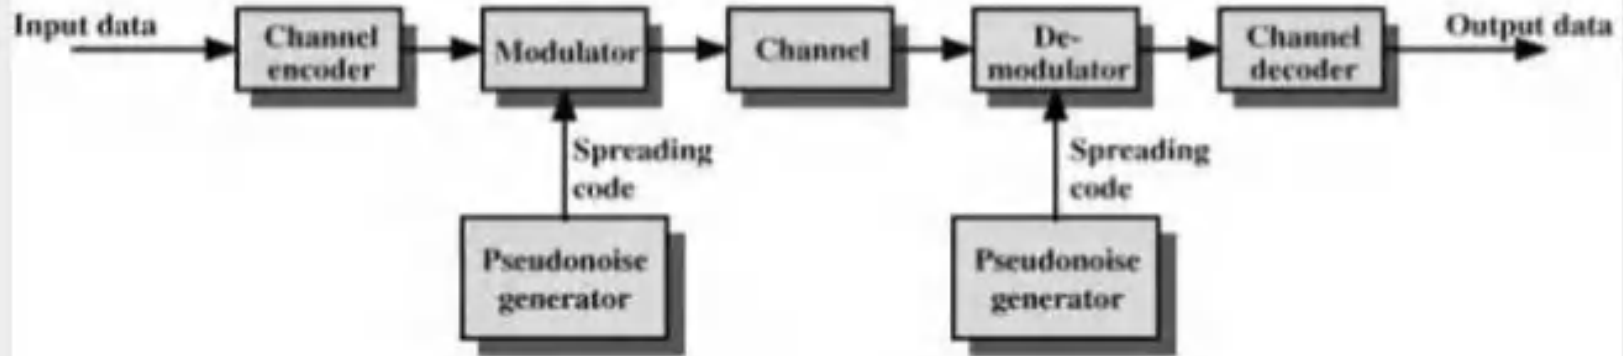 Input data
Channel
encoder
Modulator
Channel
De-
modulator
Channel
decoder
Output data
Spreading
code
Spreading
code
Pseudonoise
generator
Pseudonoise
generator